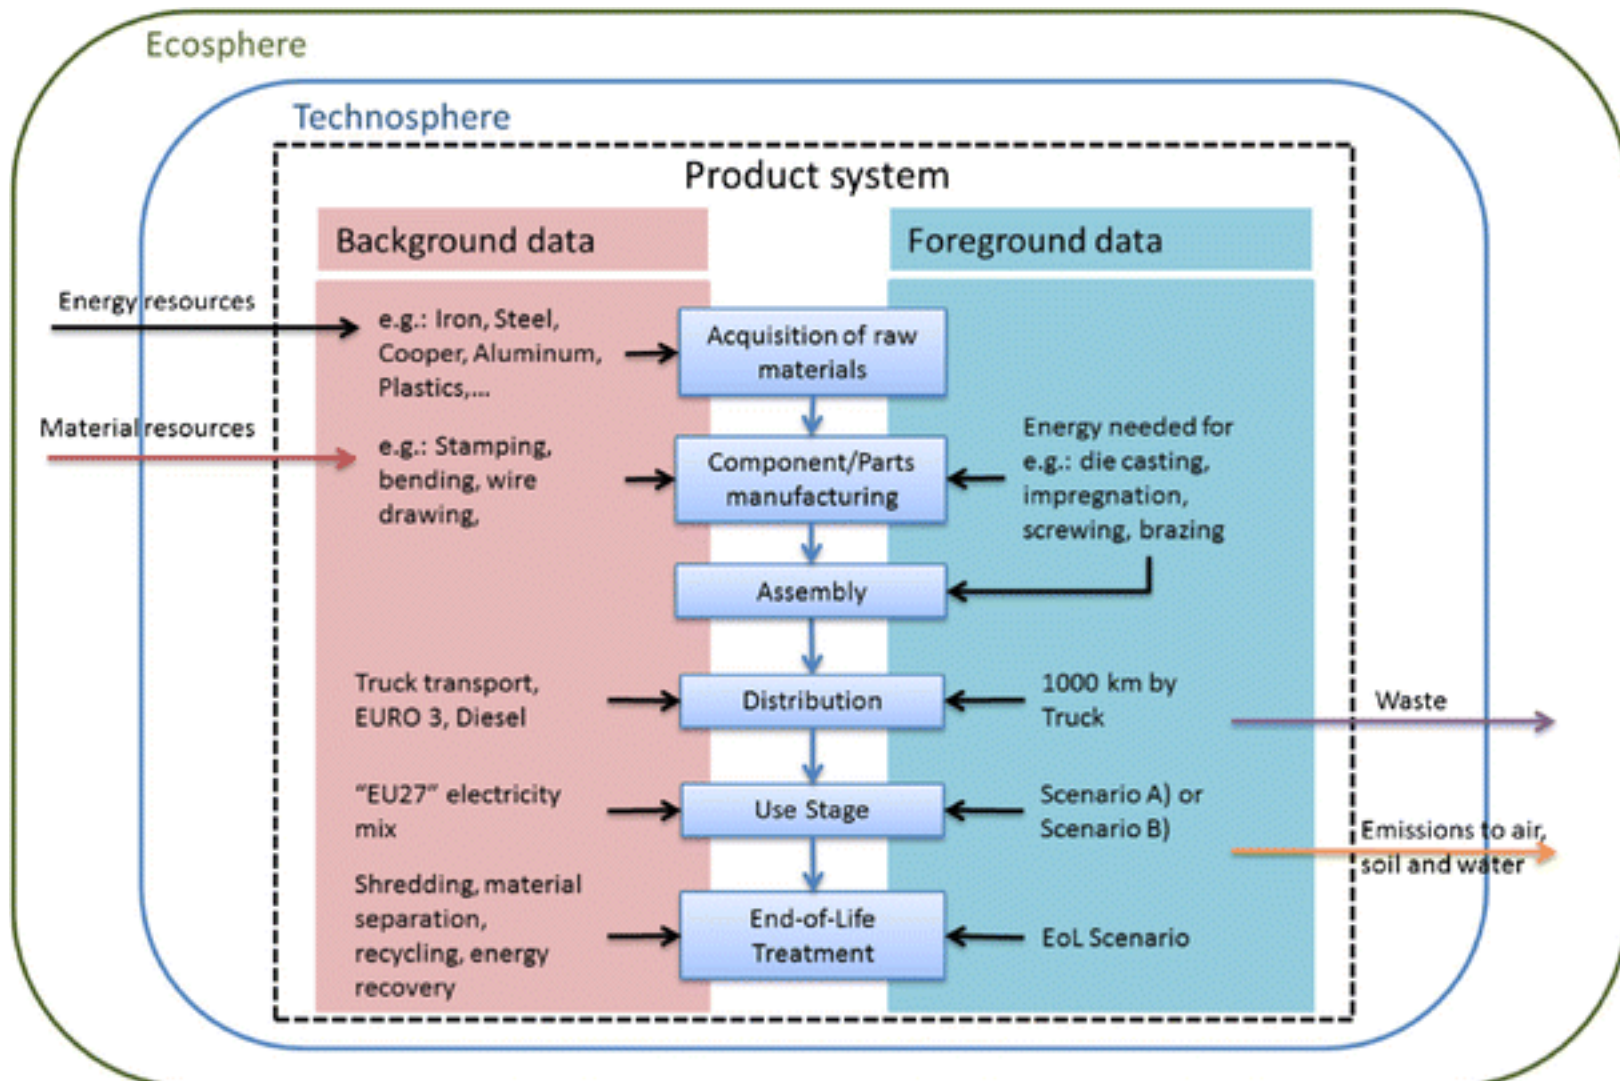 Ecosphere
Technosphere
Product system
Background data
Foreground data
Energy resources
e.g.: Iron, Steel,
Cooper, Aluminum,
Plastics,...
Acquisition of raw
materials
Material resources
e.g.: Stamping,
bending, wire
drawing,
Component/Parts
manufacturing
Energy needed for
e.g.: die casting,
impregnation,
screwing, brazing
Assembly
Truck transport,
EURO 3, Diesel
Distribution
1000 km by
Truck
Waste
“EU27” electricity
mix
Use Stage
Scenario A) or
Scenario B)
Emissions to air,
soil and water
Shredding, material
separation,
recycling, energy
recovery
End-of-Life
Treatment
EoL Scenario